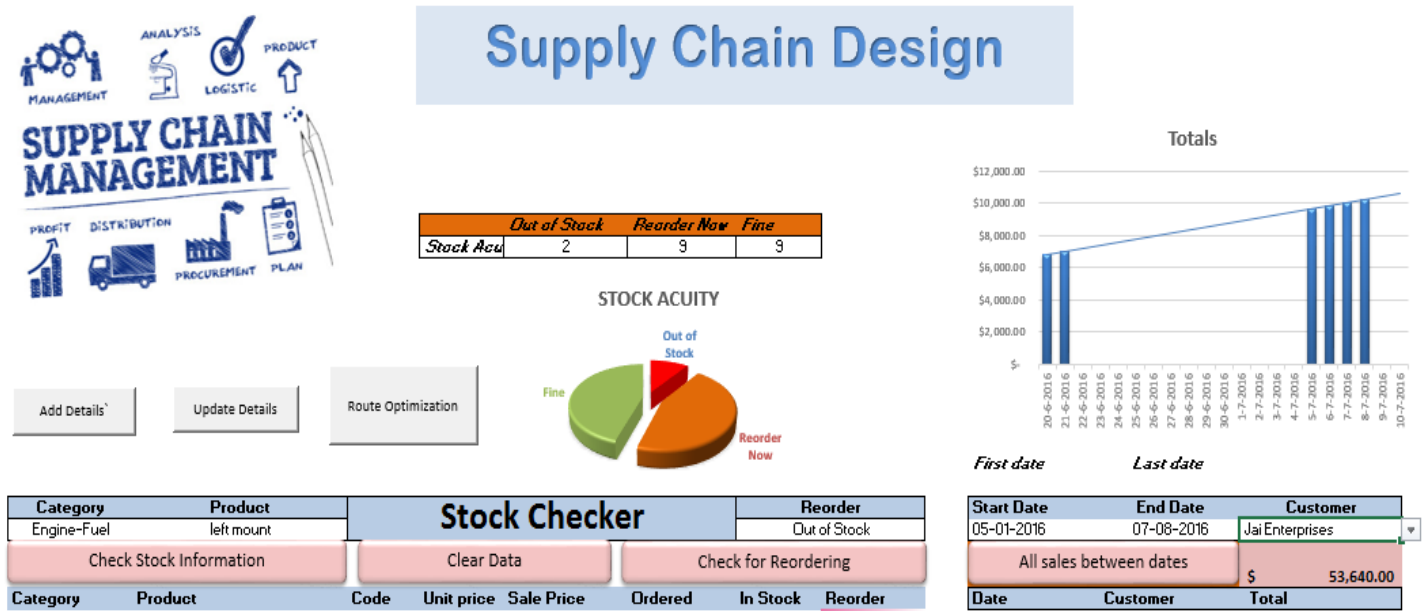 ANALYSIS
PRODUCT
MANAGEMENT
LOGISTIC
SUPPLY CHAIN
MANAGEMENT
PROFIT
DISTRIBUTION
PROCUREMENT
PLAN
Supply Chain Design
Out of Stock Reorder Now Fine
Stock Acu 2 9 9
STOCK ACUITY
Out of
Stock
Fine
Reorder
Now
Totals
$12,000.00
$10,000.00
$8,000.00
$6,000.00
$4,000.00
$2,000.00
$-
20-6-2016
21-6-2016
22-6-2016
23-6-2016
24-6-2016
25-6-2016
26-6-2016
27-6-2016
28-6-2016
29-6-2016
30-6-2016
1-7-2016
2-7-2016
3-7-2016
4-7-2016
5-7-2016
6-7-2016
7-7-2016
8-7-2016
9-7-2016
10-7-2016
Add Details`
Update Details
Route Optimization
First date Last date
Category Product Stock Checker Reorder
Engine-Fuel left mount Out of Stock
Check Stock Information Clear Data Check for Reordering
Category Product Code Unit price Sale Price Ordered In Stock Reorder
Start Date End Date Customer
05-01-2016 07-08-2016 Jai Enterprises
All sales between dates $ 53,640.00
Date Customer Total